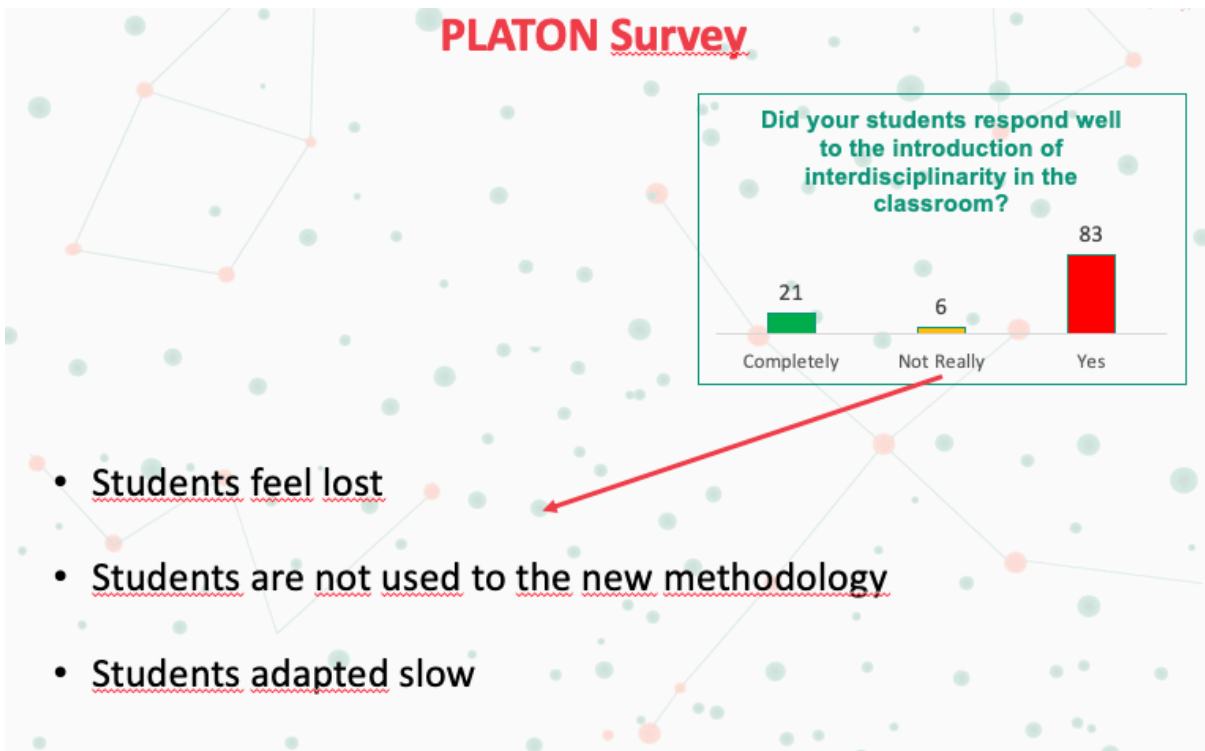 PLATON Survey
Did your students respond well
to the introduction of
interdisciplinarity in the
classroom?
83
21
6
Completely
Not Really
Yes
• Students feel lost
• Students are not used to the new methodology
• Students adapted slow